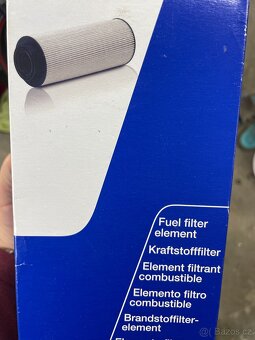 Fuel filter
element
Kraftstofffilter
Element filtrant
combustible
Elemento filtro
combustible
Brandstoffilter-
element